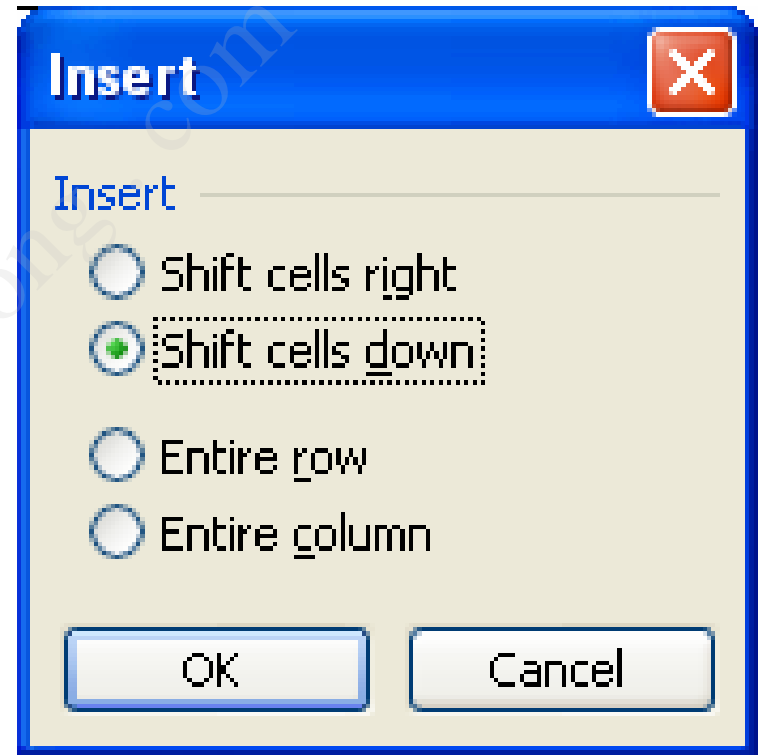 Insert
Insert
Shift cells right
Shift cells down
Entire row
Entire column
OK
Cancel